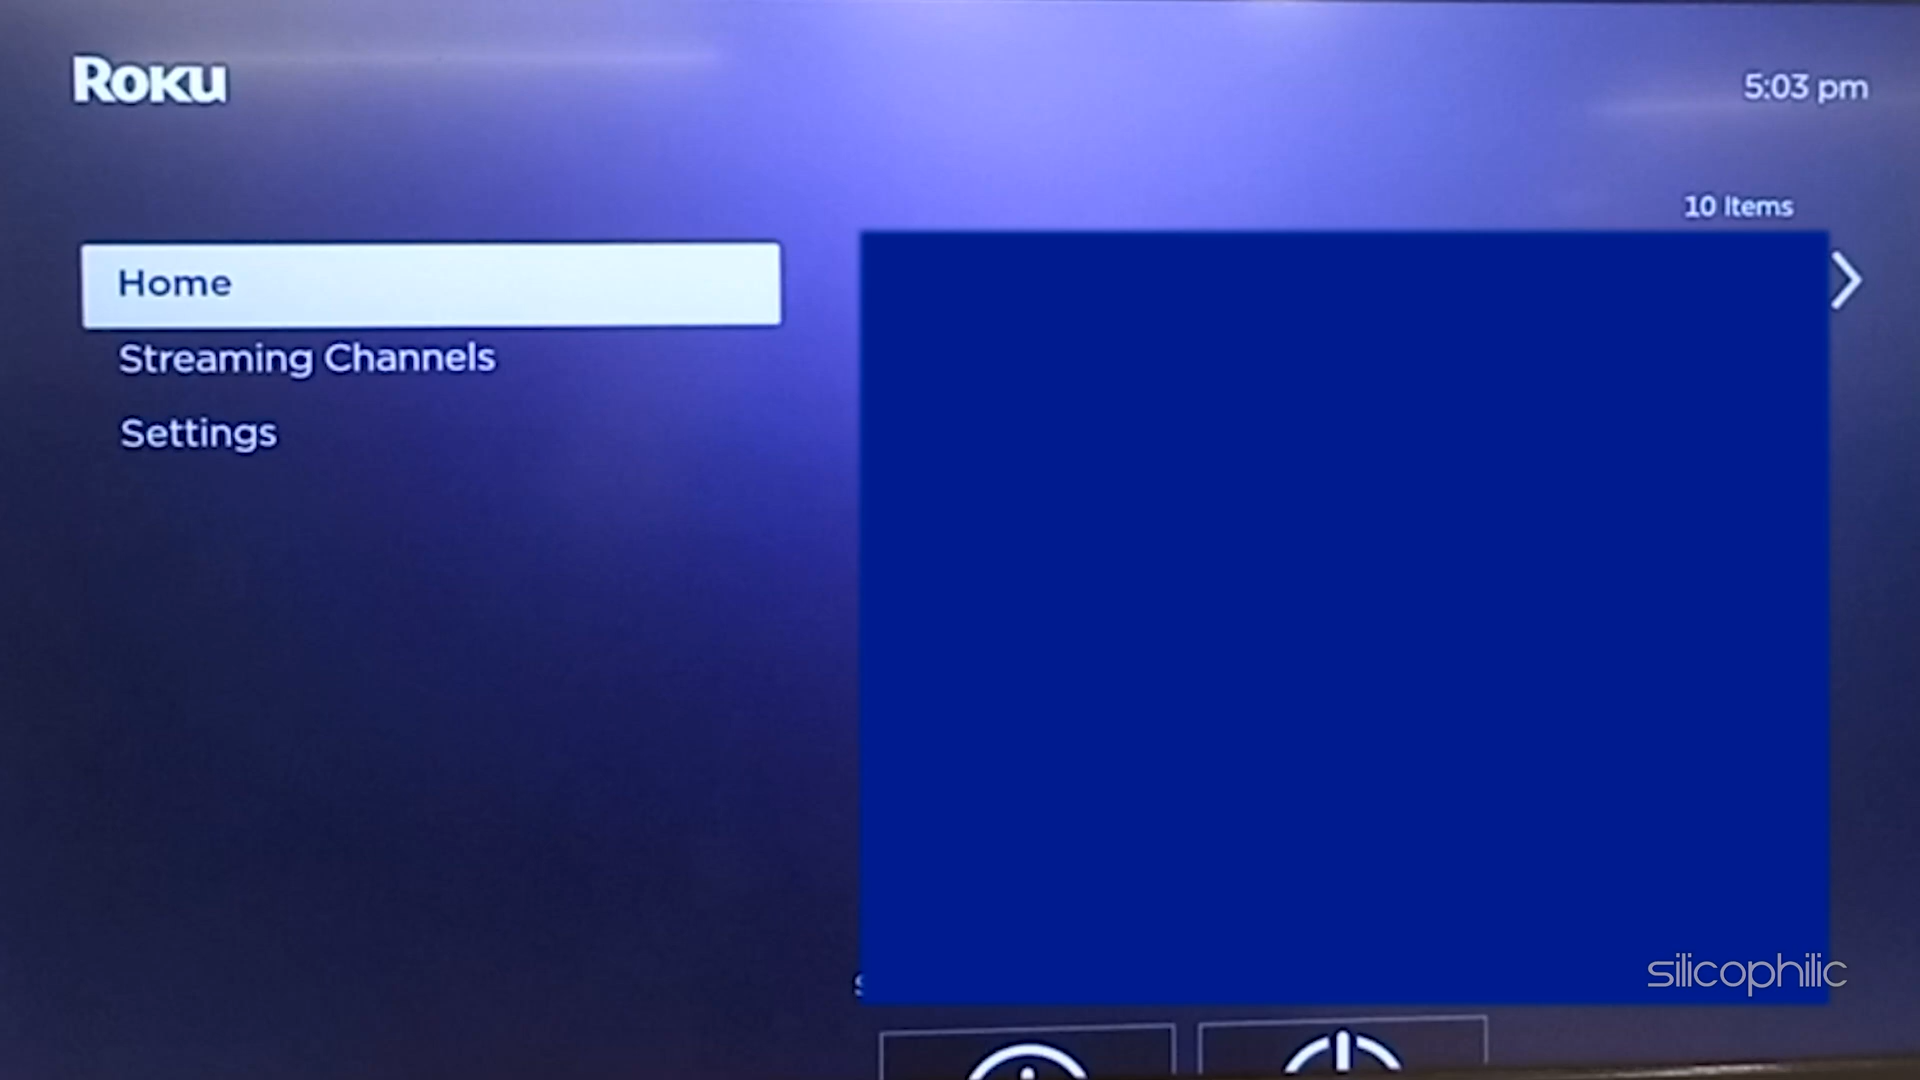 Roku
5:03 pm
10 Items
Home
Streaming Channels
Settings
silicophilic